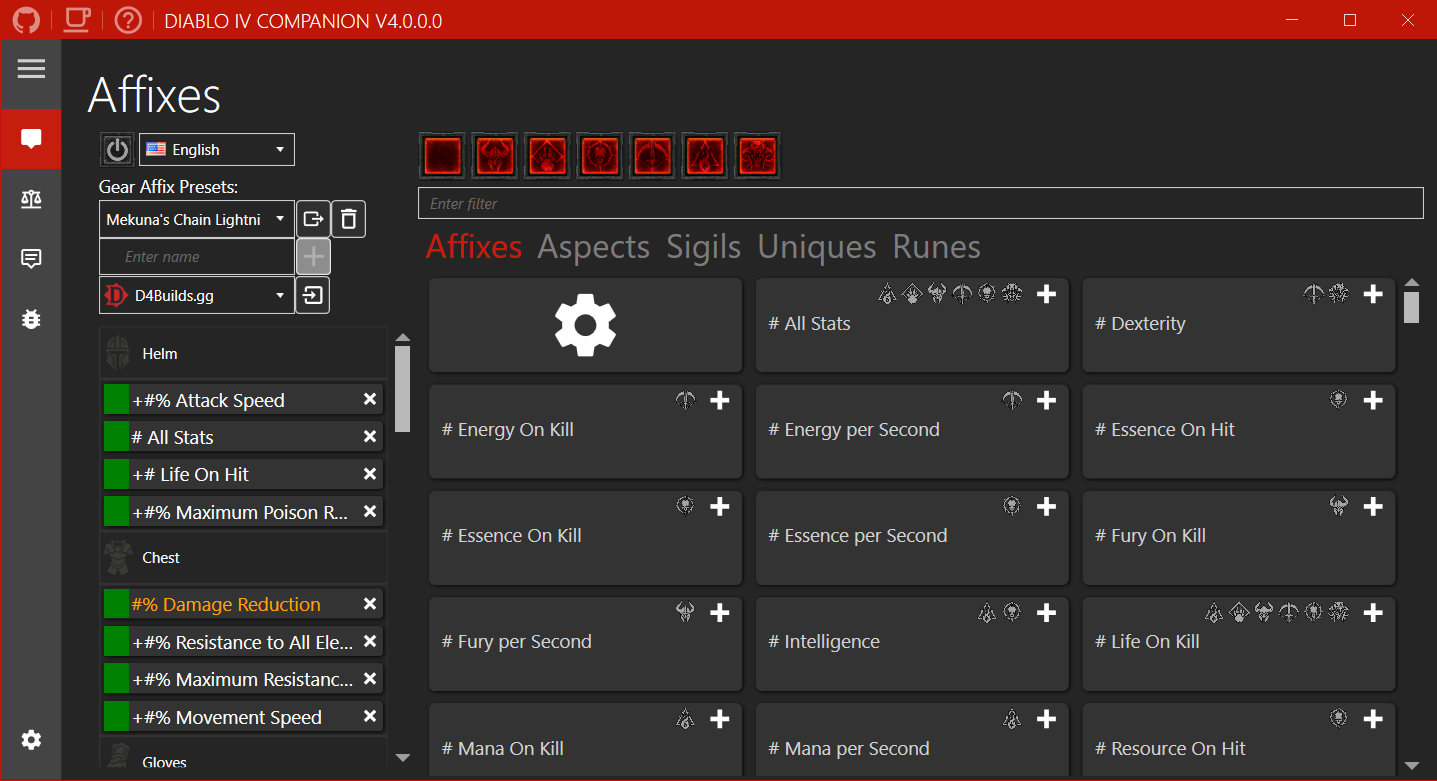 DIABLO IV COMPANION V4.0.0.0
Affixes
English
Gear Affix Presets:
Mekuna's Chain Lightni
Enter name
D4Builds.gg
Helm
+#% Attack Speed
# All Stats
+# Life On Hit
+#% Maximum Poison R...
Chest
#% Damage Reduction
+#% Resistance to All Ele...
+#% Maximum Resistanc...
+#% Movement Speed
Gloves
Enter filter
Affixes Aspects Sigils Uniques Runes
# All Stats
# Dexterity
# Energy On Kill
# Energy per Second
# Essence On Hit
# Essence On Kill
# Essence per Second
# Fury On Kill
# Fury per Second
# Intelligence
# Life On Kill
# Mana On Kill
# Mana per Second
# Resource On Hit